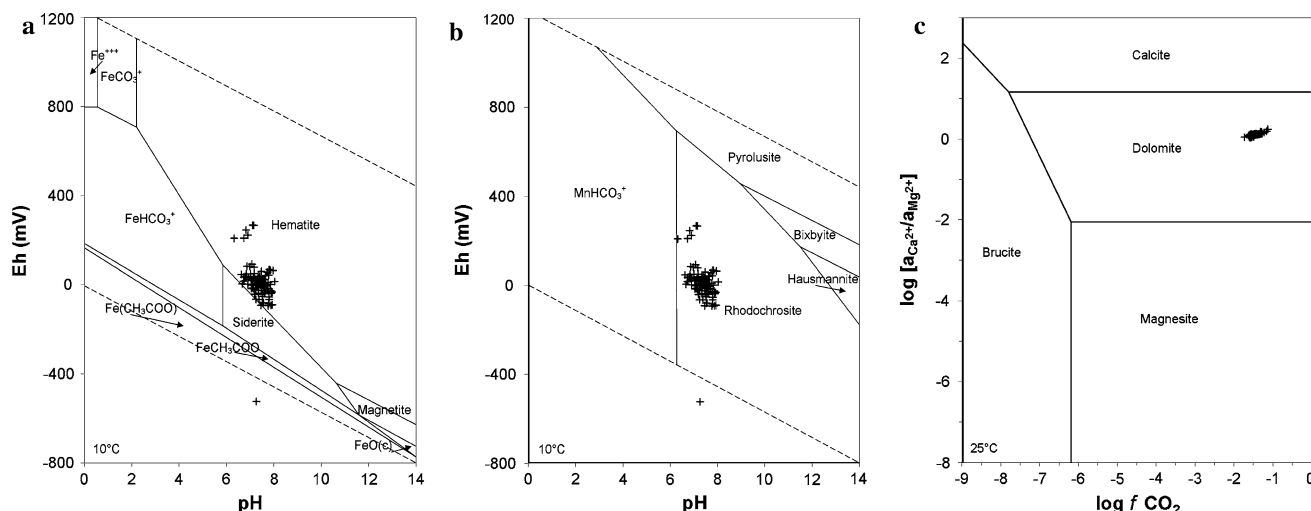 a
1200
800
400
0
-400
-800
Eh (mV)
Fe+++
FeCO₃⁺
FeHCO₃⁺
Hematite
Fe(CH₃COO)
Siderite
FeCH₃COO
Magnetite
FeO(c)
10°C
0 2 4 6 8 10 12 14
pH
b
1200
800
400
0
-400
-800
Eh (mV)
Pyrolusite
MnHCO₃⁺
Bixbyite
Hausmannite
Rhodochrosite
10°C
0 2 4 6 8 10 12 14
pH
c
2
0
-2
-4
-6
-8
log [aCa²⁺/aMg²⁺]
Calcite
Dolomite
Brucite
Magnesite
25°C
-9 -8 -7 -6 -5 -4 -3 -2 -1 0
log f CO₂